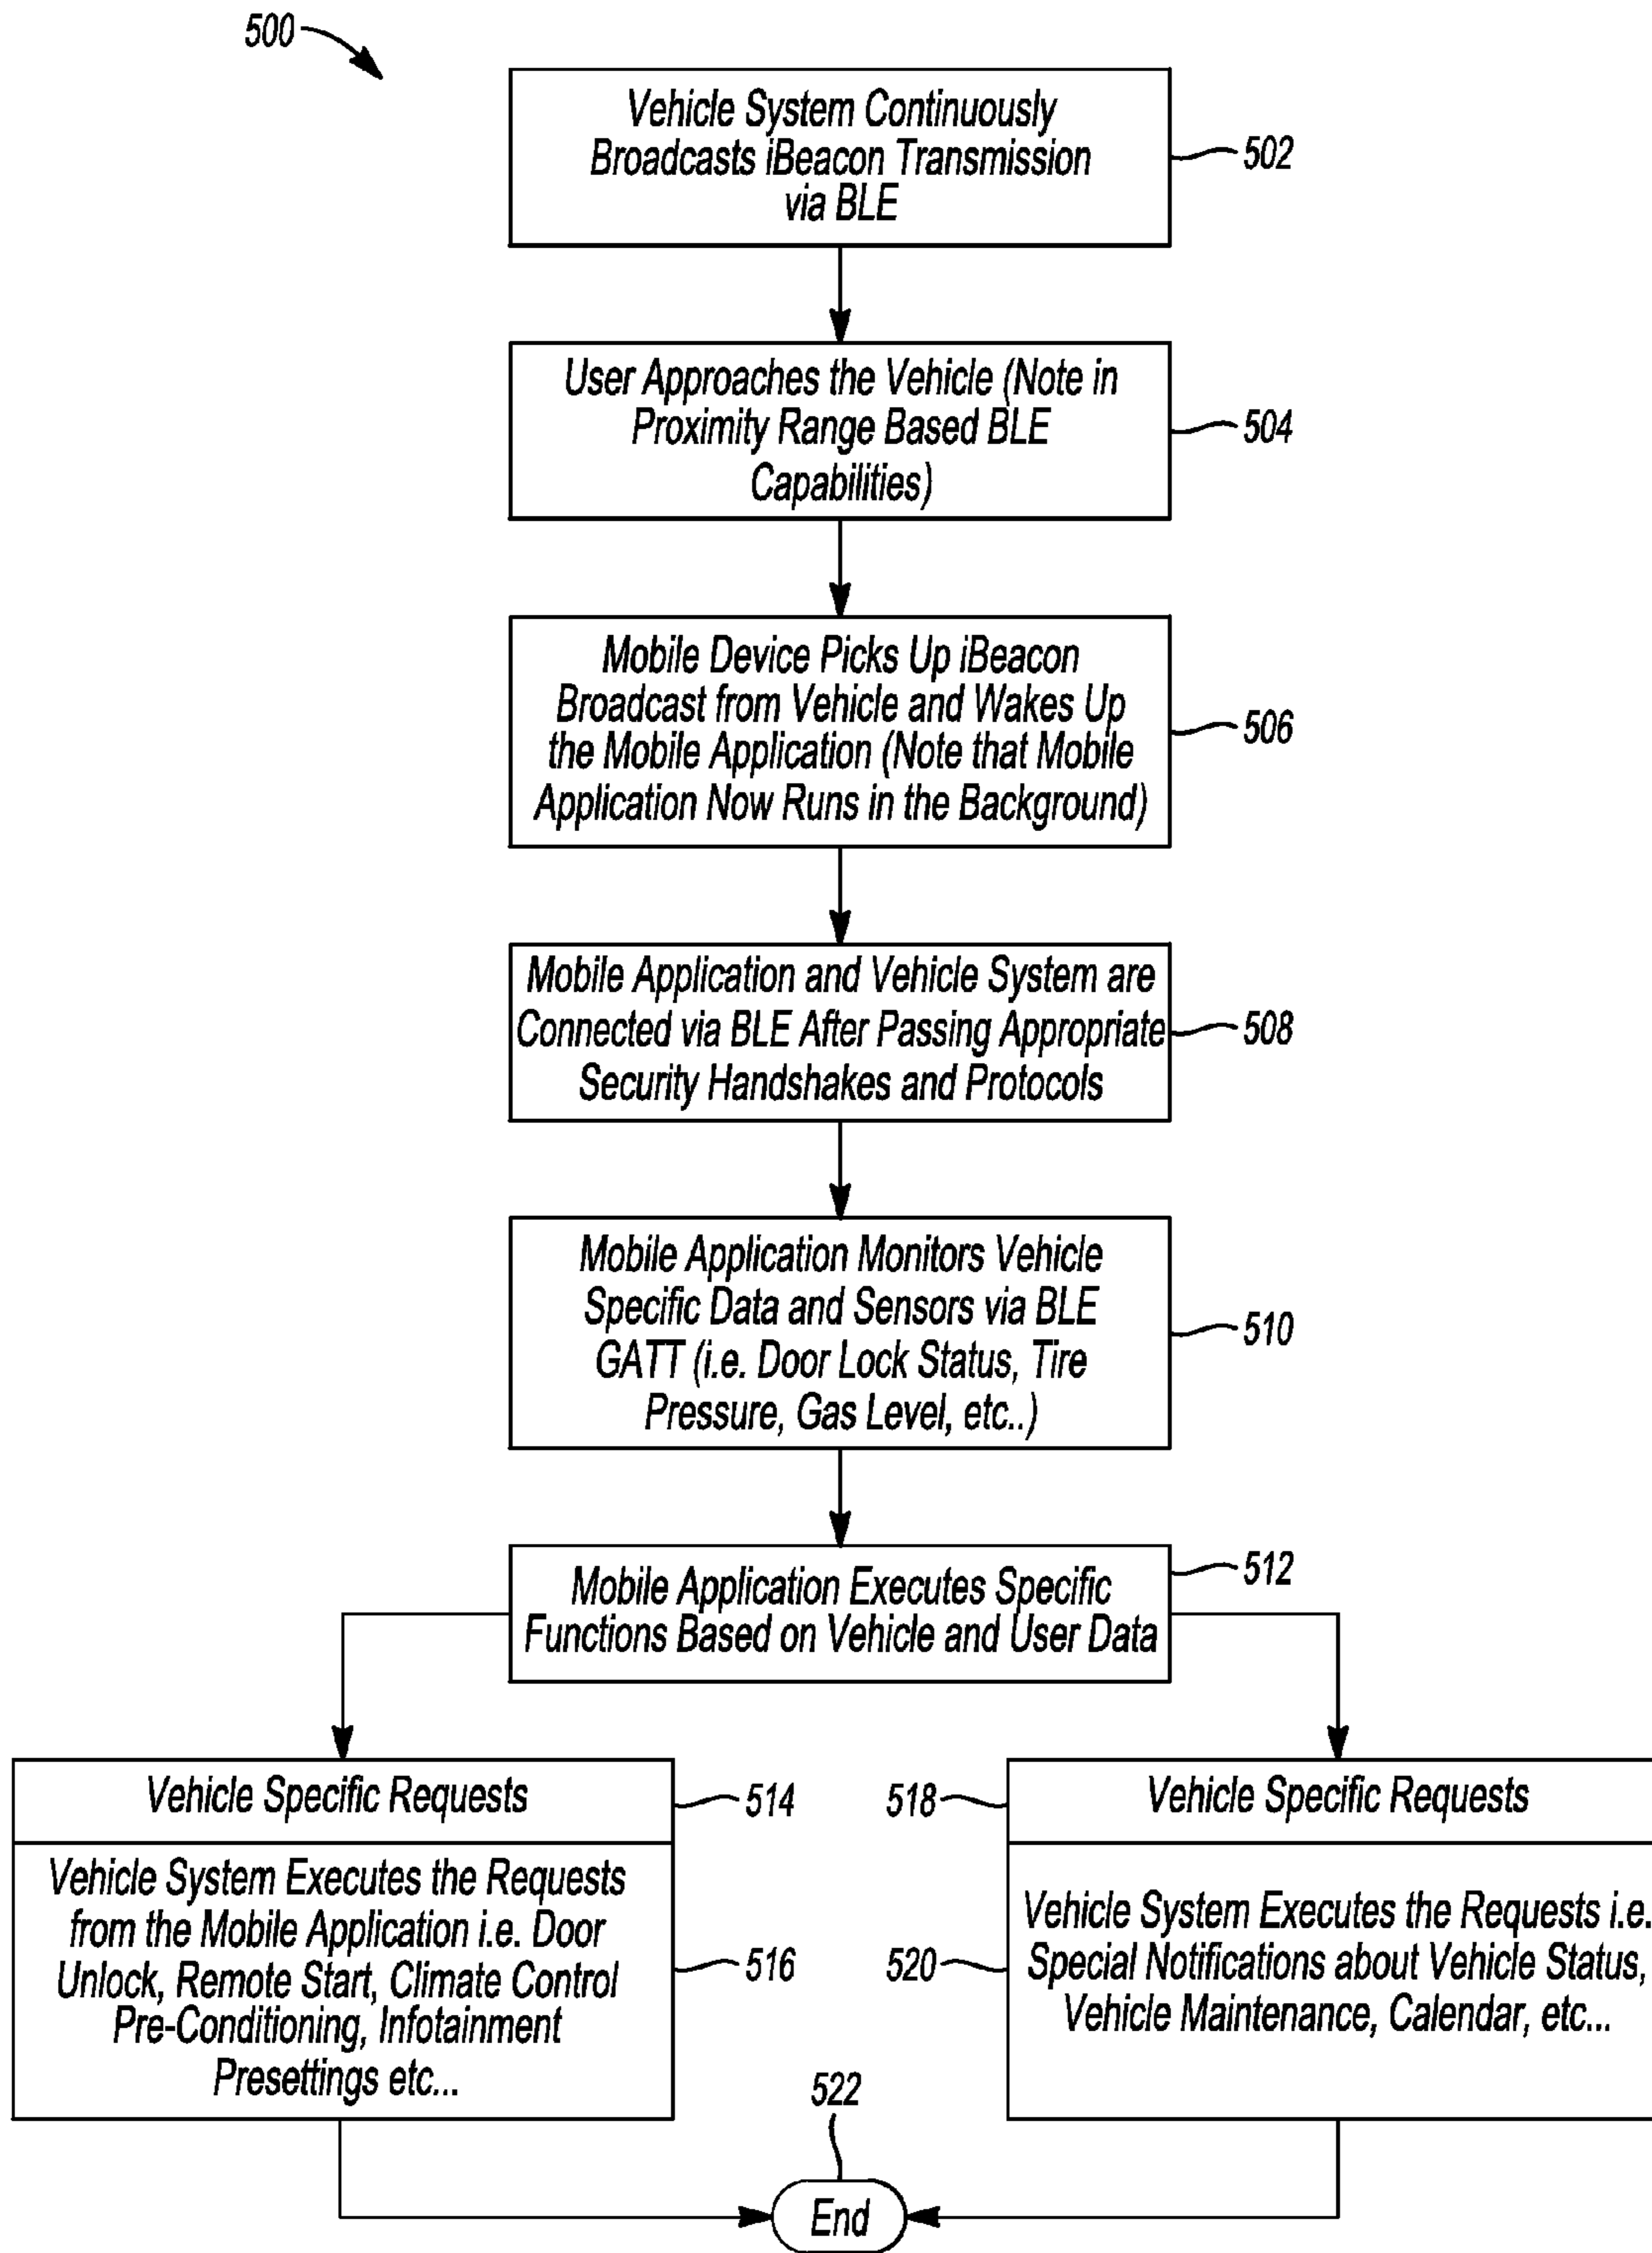 500
Vehicle System Continuously
Broadcasts iBeacon Transmission
via BLE
502
User Approaches the Vehicle (Note in
Proximity Range Based BLE
Capabilities)
504
Mobile Device Picks Up iBeacon
Broadcast from Vehicle and Wakes Up
the Mobile Application (Note that Mobile
Application Now Runs in the Background)
506
Mobile Application and Vehicle System are
Connected via BLE After Passing Appropriate
Security Handshakes and Protocols
508
Mobile Application Monitors Vehicle
Specific Data and Sensors via BLE
GATT (i.e. Door Lock Status, Tire
Pressure, Gas Level, etc..)
510
Mobile Application Executes Specific
Functions Based on Vehicle and User Data
512
Vehicle Specific Requests
514
Vehicle System Executes the Requests
from the Mobile Application i.e. Door
Unlock, Remote Start, Climate Control
Pre-Conditioning, Infotainment
Presettings etc...
516
518
Vehicle Specific Requests
520
Vehicle System Executes the Requests i.e.
Special Notifications about Vehicle Status,
Vehicle Maintenance, Calendar, etc...
522
End